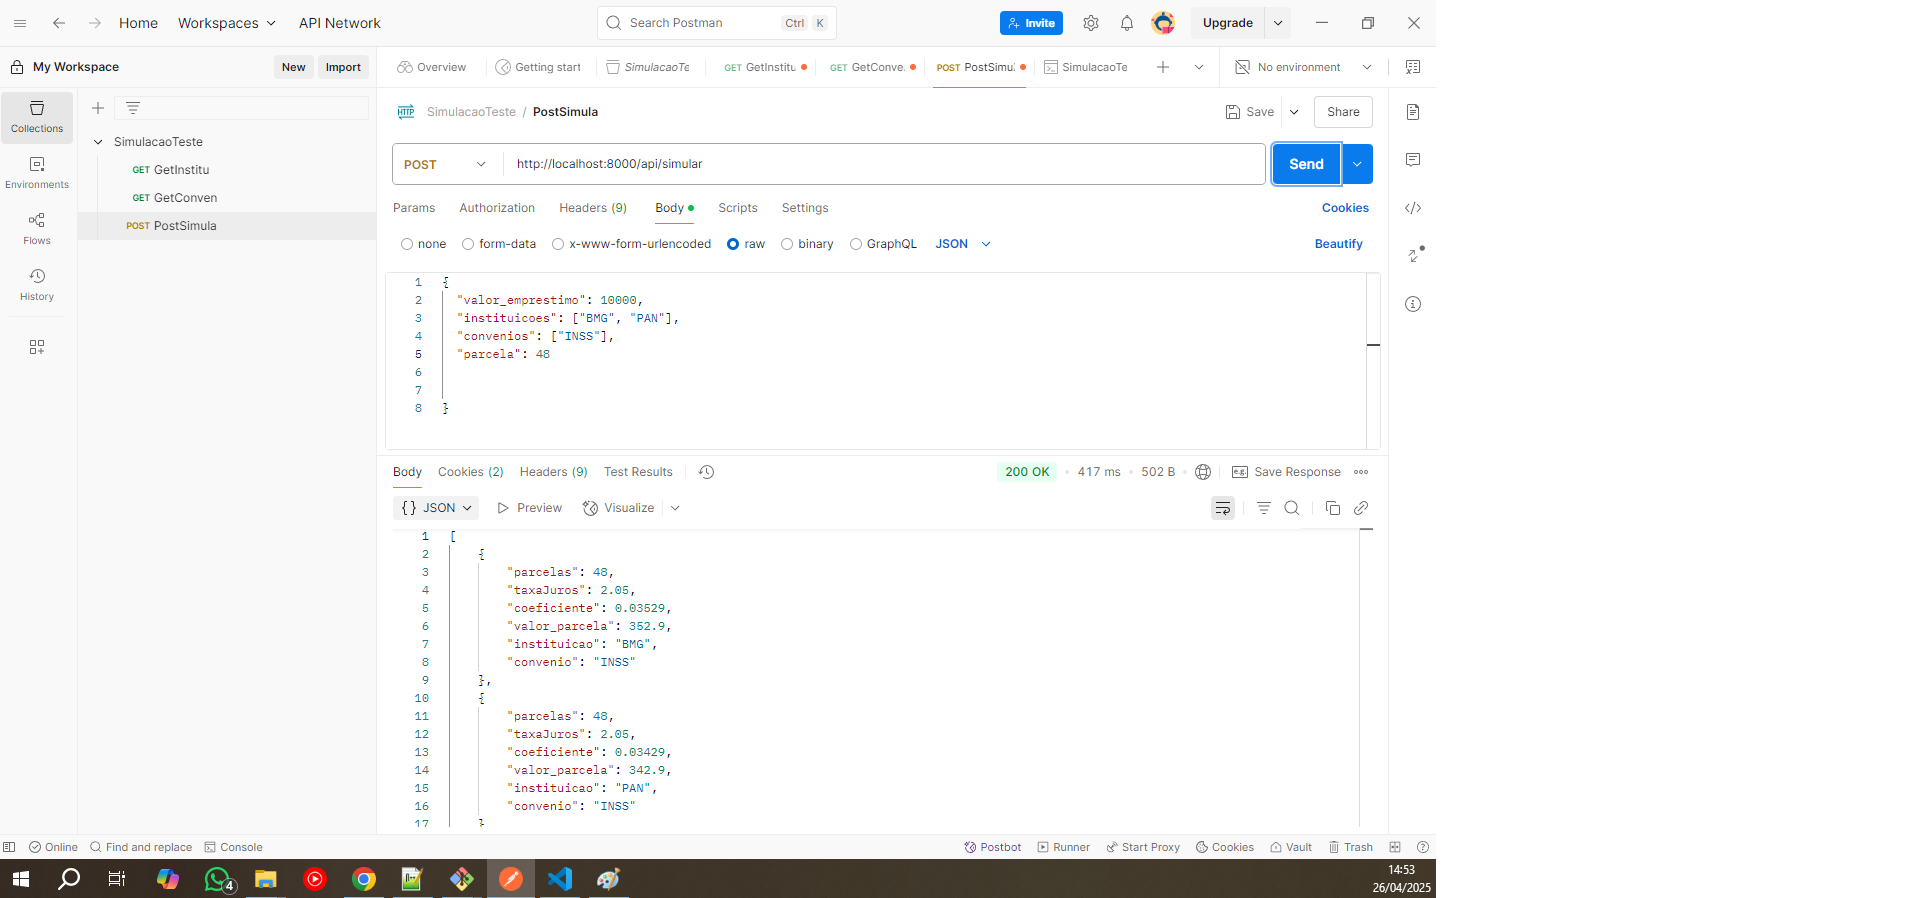 Home Workspaces API Network Search Postman Ctrl K Invite Upgrade
My Workspace New Import Overview Getting start SimulacaoTe GET GetInstitu GET GetConve. PostSimu POST SimulacaoTe No environment
Collections
Environments
Flows
History
SimulacaoTeste
GET GetInstitu
GET GetConven
POST PostSimula
HTTP SimulacaoTeste / PostSimula Save Share
POST http://localhost:8000/api/simular Send
Params Authorization Headers (9) Body Scripts Settings Cookies
none form-data x-www-form-urlencoded raw binary GraphQL JSON Beautify
1 {
2 "valor_emprestimo": 10000,
3 "instituicoes": ["BMG", "PAN"],
4 "convenios": ["INSS"],
5 "parcela": 48
6
7
8 }
Body Cookies (2) Headers (9) Test Results 200 OK 417 ms 502 B e.g. Save Response
{} JSON Preview Visualize
1 [
2 {
3 "parcelas": 48,
4 "taxaJuros": 2.05,
5 "coeficiente": 0.03529,
6 "valor_parcela": 352.9,
7 "instituicao": "BMG",
8 "convenio": "INSS"
9 },
10 {
11 "parcelas": 48,
12 "taxaJuros": 2.05,
13 "coeficiente": 0.03429,
14 "valor_parcela": 342.9,
15 "instituicao": "PAN",
16 "convenio": "INSS"
17 }
Online Find and replace Console Postbot Runner Start Proxy Cookies Vault Trash
4
14:53
26/04/2025